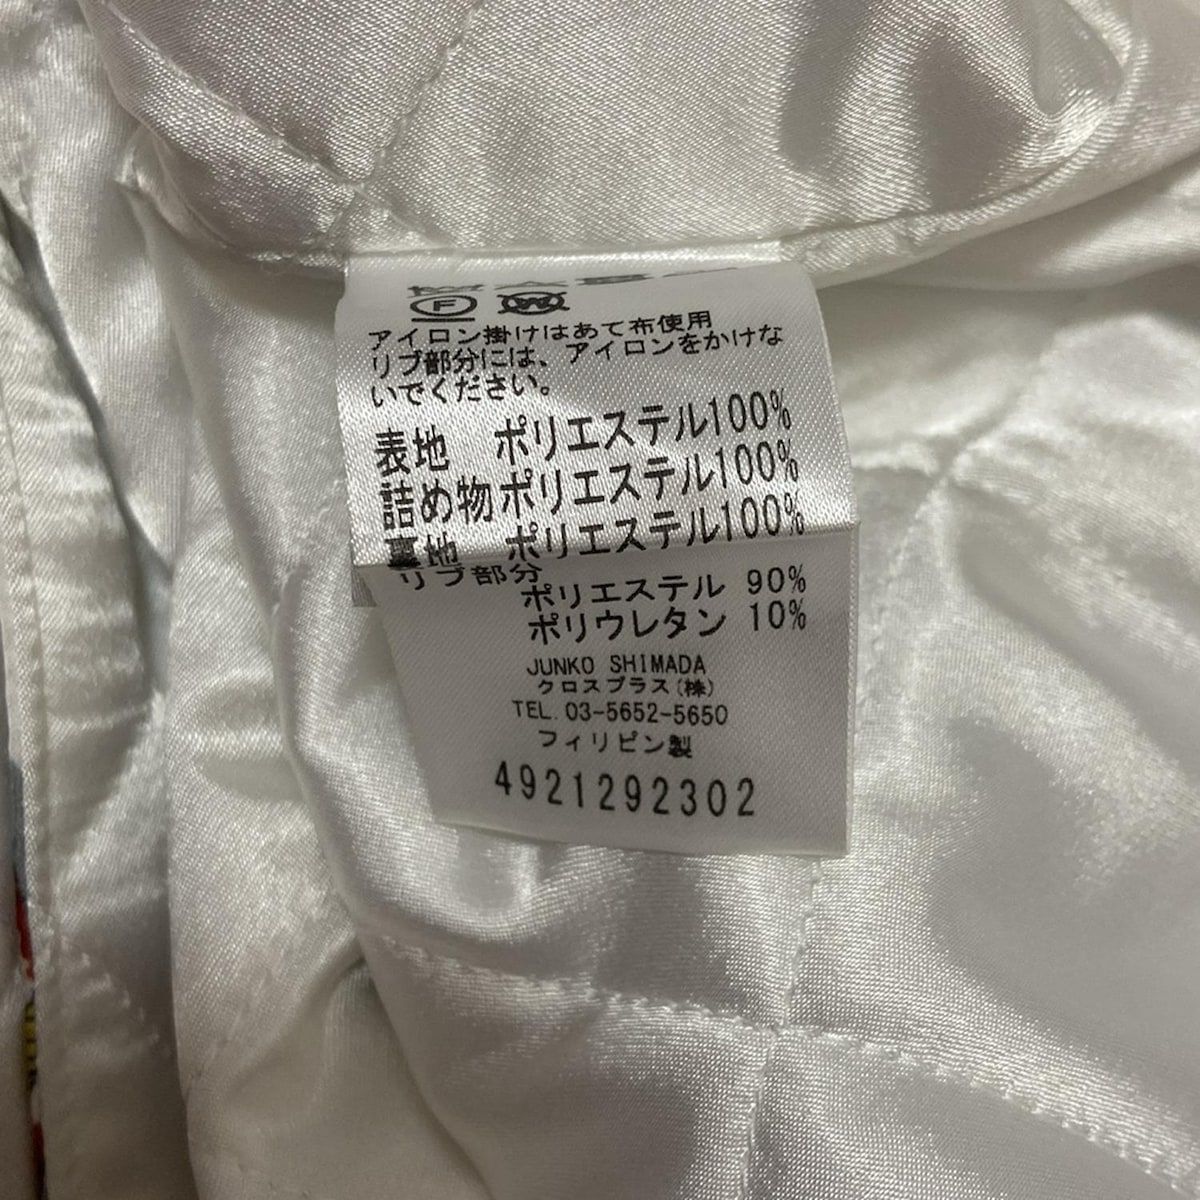 F W
アイロン掛けはあて布使用
リブ部分には、アイロンをかけな
いでください。
表地 ポリエステル100%
詰め物ポリエステル100%
裏地 ポリエステル100%
リブ部分
ポリエステル 90%
ポリウレタン 10%
JUNKO SHIMADA
クロスプラス(株)
TEL.03-5652-5650
フィリピン製
4921292302